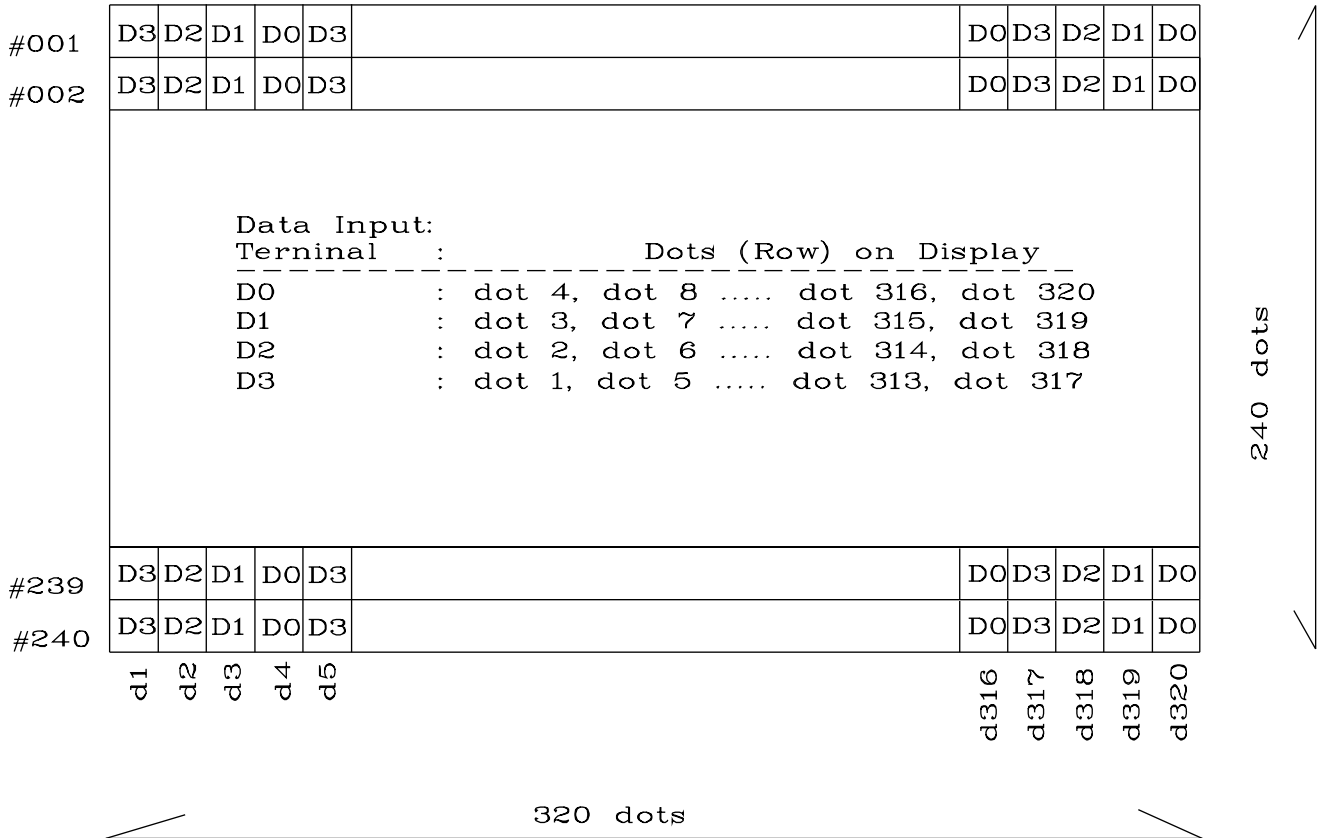 #001 D3 D2 D1 D0 D3 D0 D3 D2 D1 D0
#002 D3 D2 D1 D0 D3 D0 D3 D2 D1 D0
Data Input:
Terninal : Dots (Row) on Display
D0 : dot 4, dot 8 ..... dot 316, dot 320
D1 : dot 3, dot 7 ..... dot 315, dot 319
D2 : dot 2, dot 6 ..... dot 314, dot 318
D3 : dot 1, dot 5 ..... dot 313, dot 317
240 dots
#239 D3 D2 D1 D0 D3 D0 D3 D2 D1 D0
#240 D3 D2 D1 D0 D3 D0 D3 D2 D1 D0
d1 d2 d3 d4 d5 d316 d317 d318 d319 d320
320 dots